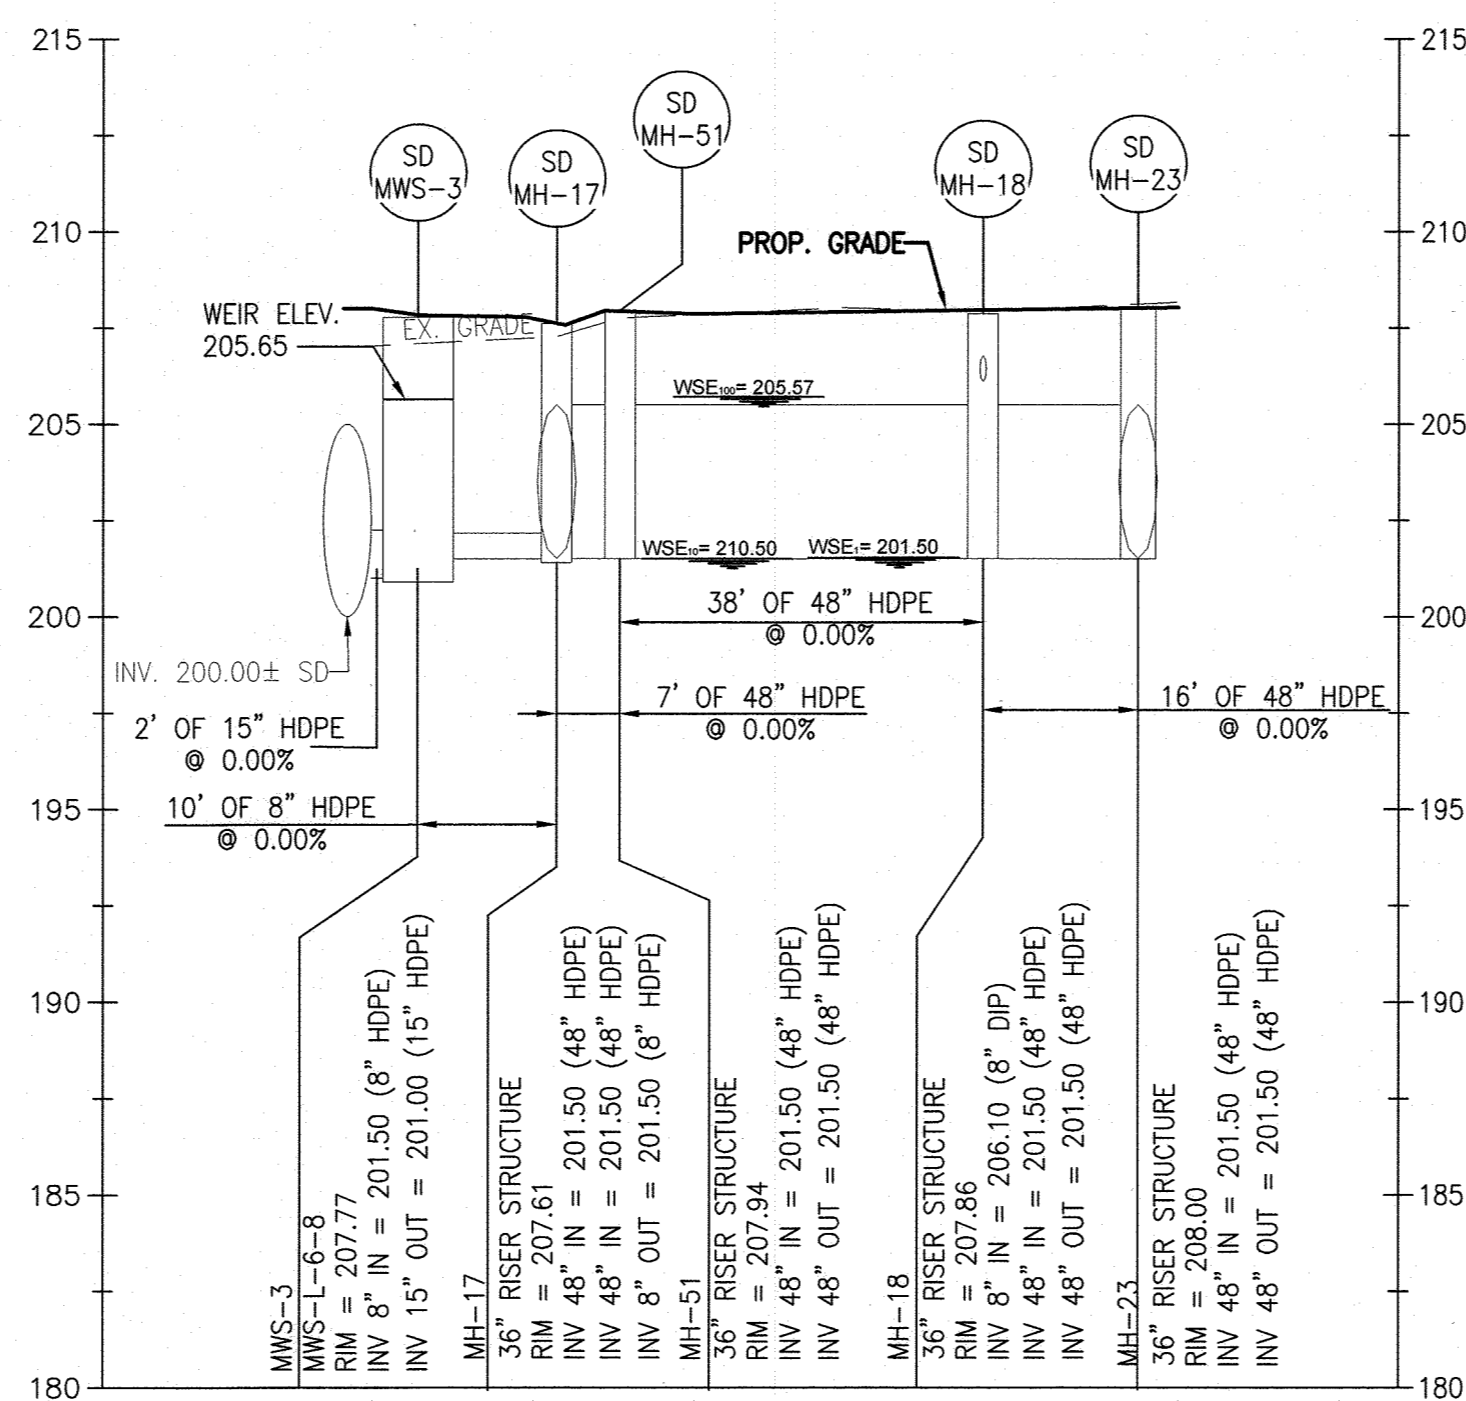 215
215
SD
MWS-3
SD
MH-17
SD
MH-51
SD
MH-18
SD
MH-23
210
210
PROP. GRADE
WEIR ELEV.
205.65
EX. GRADE
WSE100= 205.57
205
205
WSE10= 210.50
WSE1= 201.50
38' OF 48" HDPE
@ 0.00%
200
200
INV. 200.00± SD
2' OF 15" HDPE
@ 0.00%
7' OF 48" HDPE
@ 0.00%
16' OF 48" HDPE
@ 0.00%
195
195
10' OF 8" HDPE
@ 0.00%
190
190
185
185
180
180
MWS-3
MWS-L-6-8
RIM = 207.77
INV 8" IN = 201.50 (8" HDPE)
INV 15" OUT = 201.00 (15" HDPE)
MH-17
36" RISER STRUCTURE
RIM = 207.61
INV 48" IN = 201.50 (48" HDPE)
INV 48" IN = 201.50 (48" HDPE)
INV 8" OUT = 201.50 (8" HDPE)
MH-51
36" RISER STRUCTURE
RIM = 207.94
INV 48" IN = 201.50 (48" HDPE)
INV 48" OUT = 201.50 (48" HDPE)
MH-18
36" RISER STRUCTURE
RIM = 207.86
INV 8" IN = 206.10 (8" DIP)
INV 48" IN = 201.50 (48" HDPE)
INV 48" OUT = 201.50 (48" HDPE)
MH-23
36" RISER STRUCTURE
RIM = 208.00
INV 48" IN = 201.50 (48" HDPE)
INV 48" OUT = 201.50 (48" HDPE)